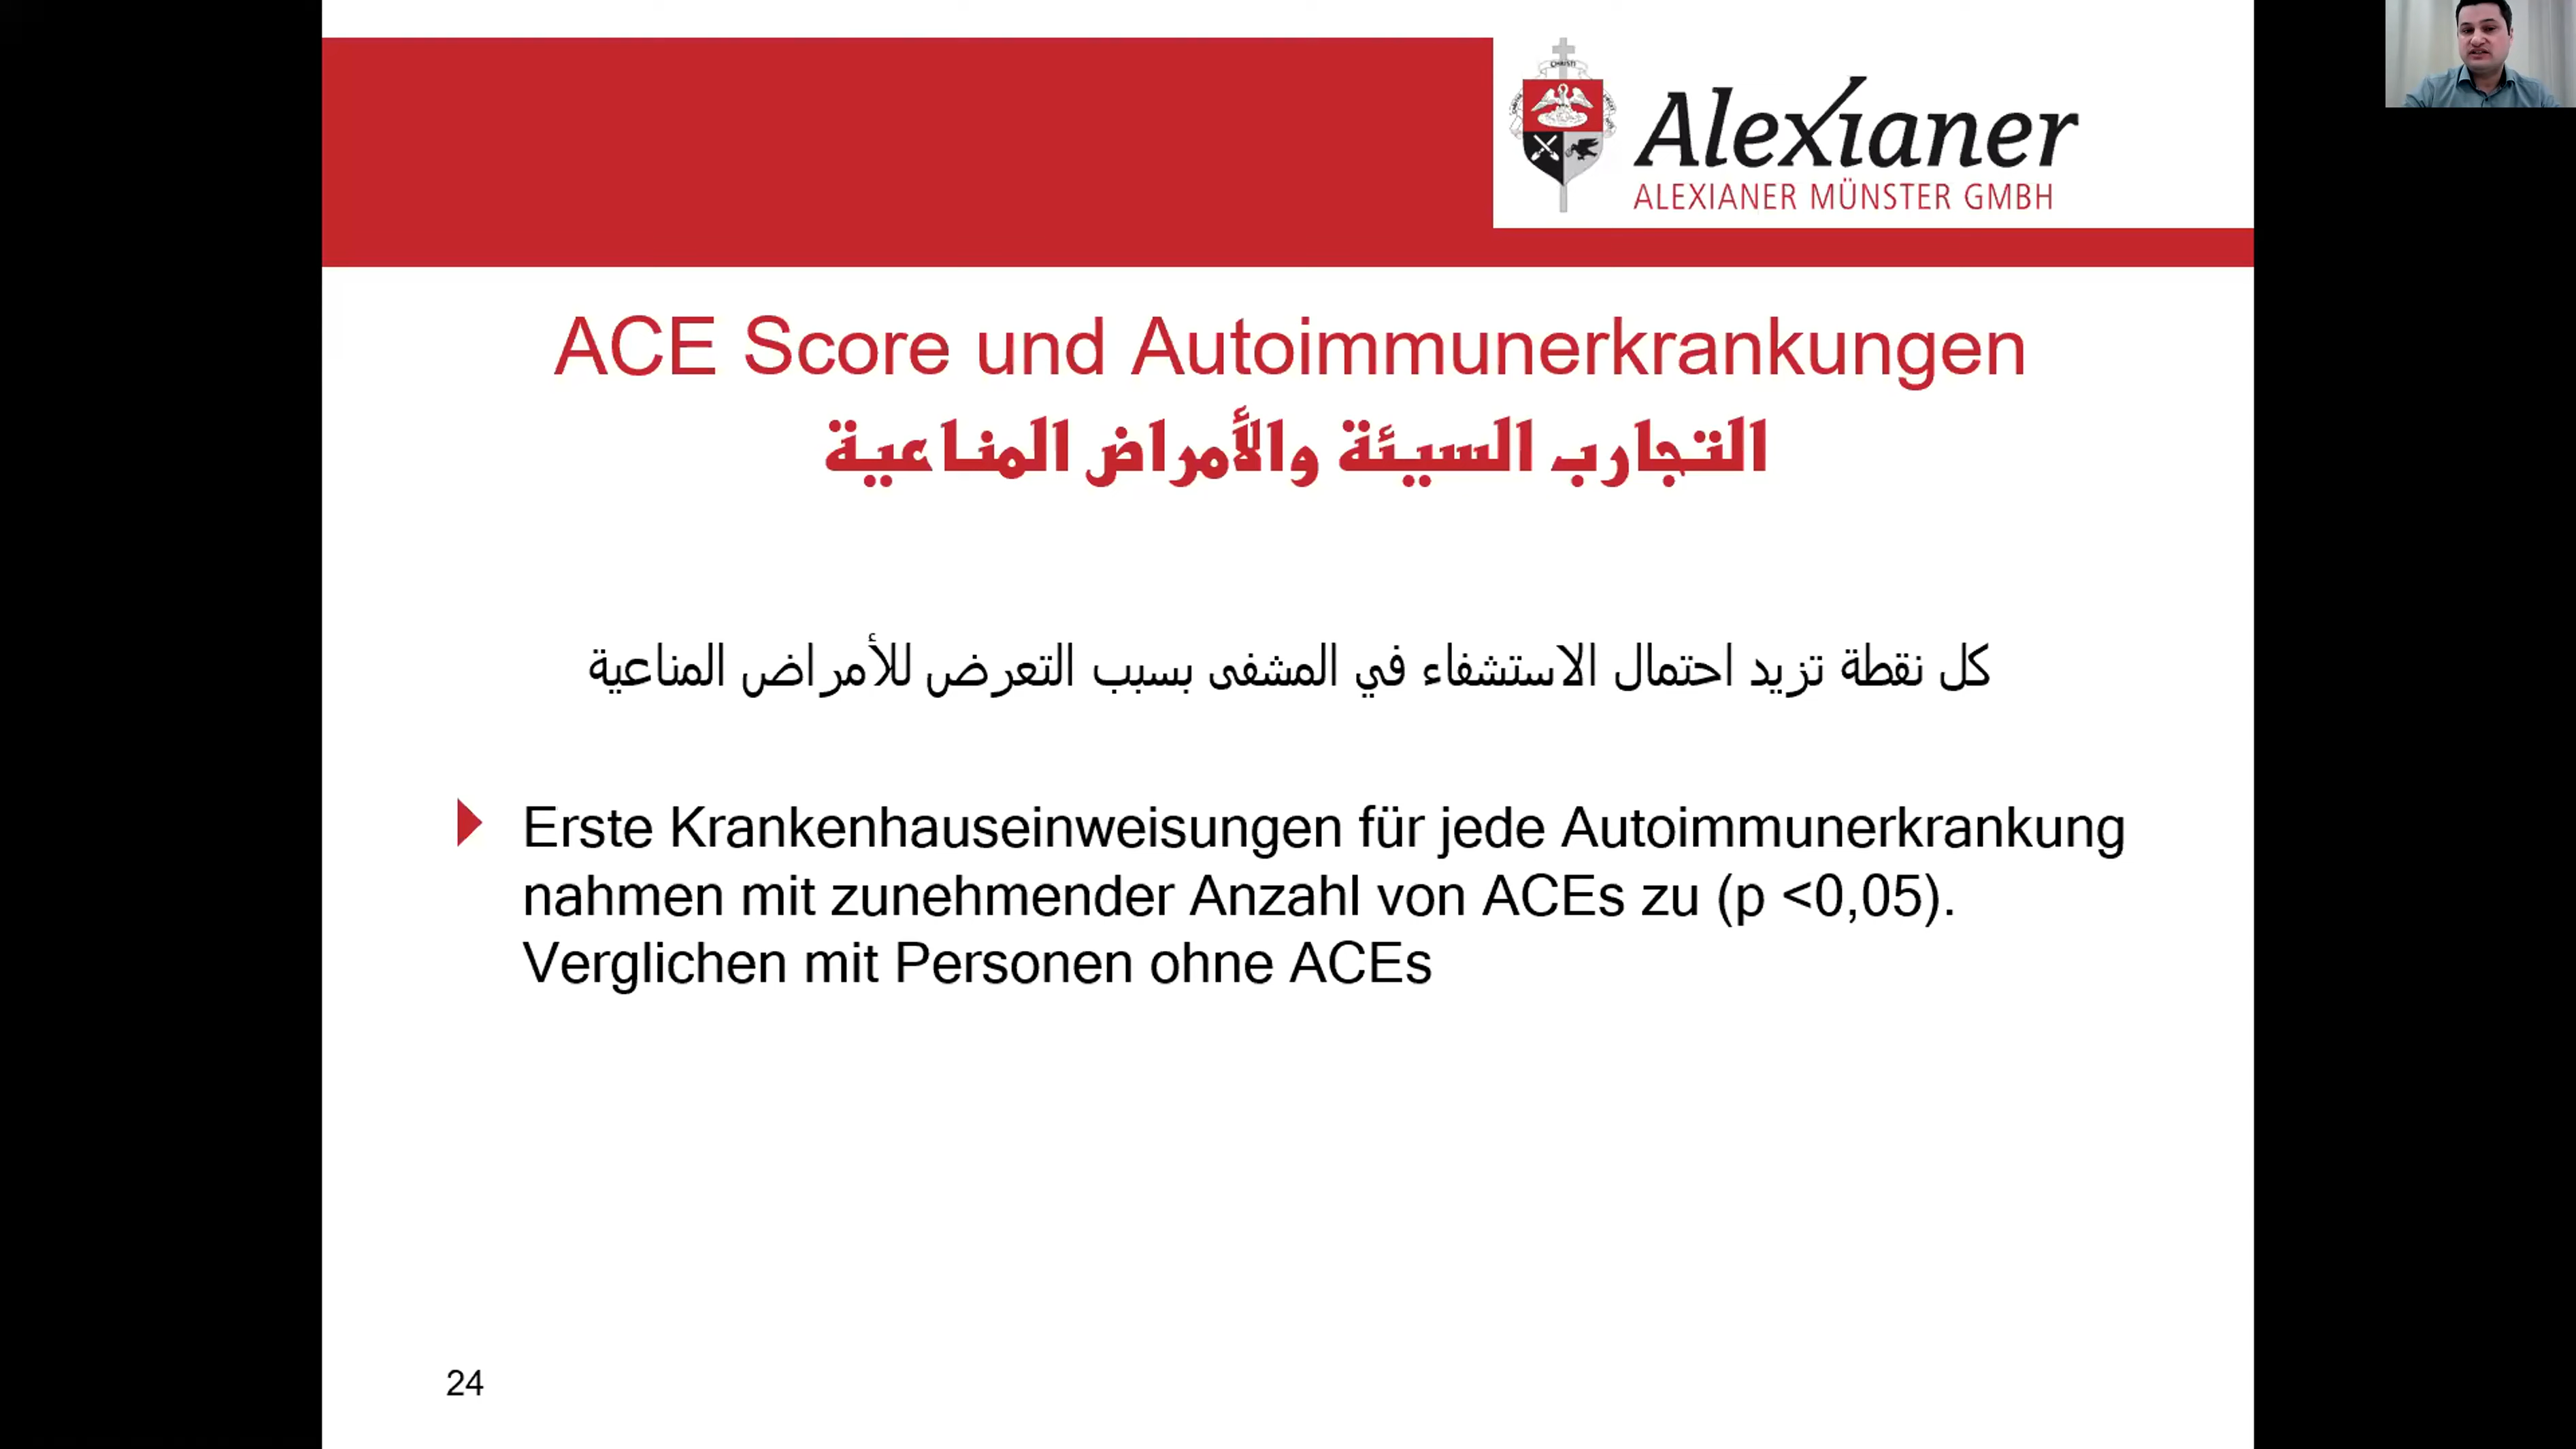 CHRISTI
Alexianer
ALEXIANER MÜNSTER GMBH
ACE Score und Autoimmunerkrankungen
التجارب السيئة والأمراض المناعية
كل نقطة تزيد احتمال الاستشفاء في المشفى بسبب التعرض للأمراض المناعية
Erste Krankenhauseinweisungen für jede Autoimmunerkrankung
nahmen mit zunehmender Anzahl von ACEs zu (p <0,05).
Verglichen mit Personen ohne ACEs
24